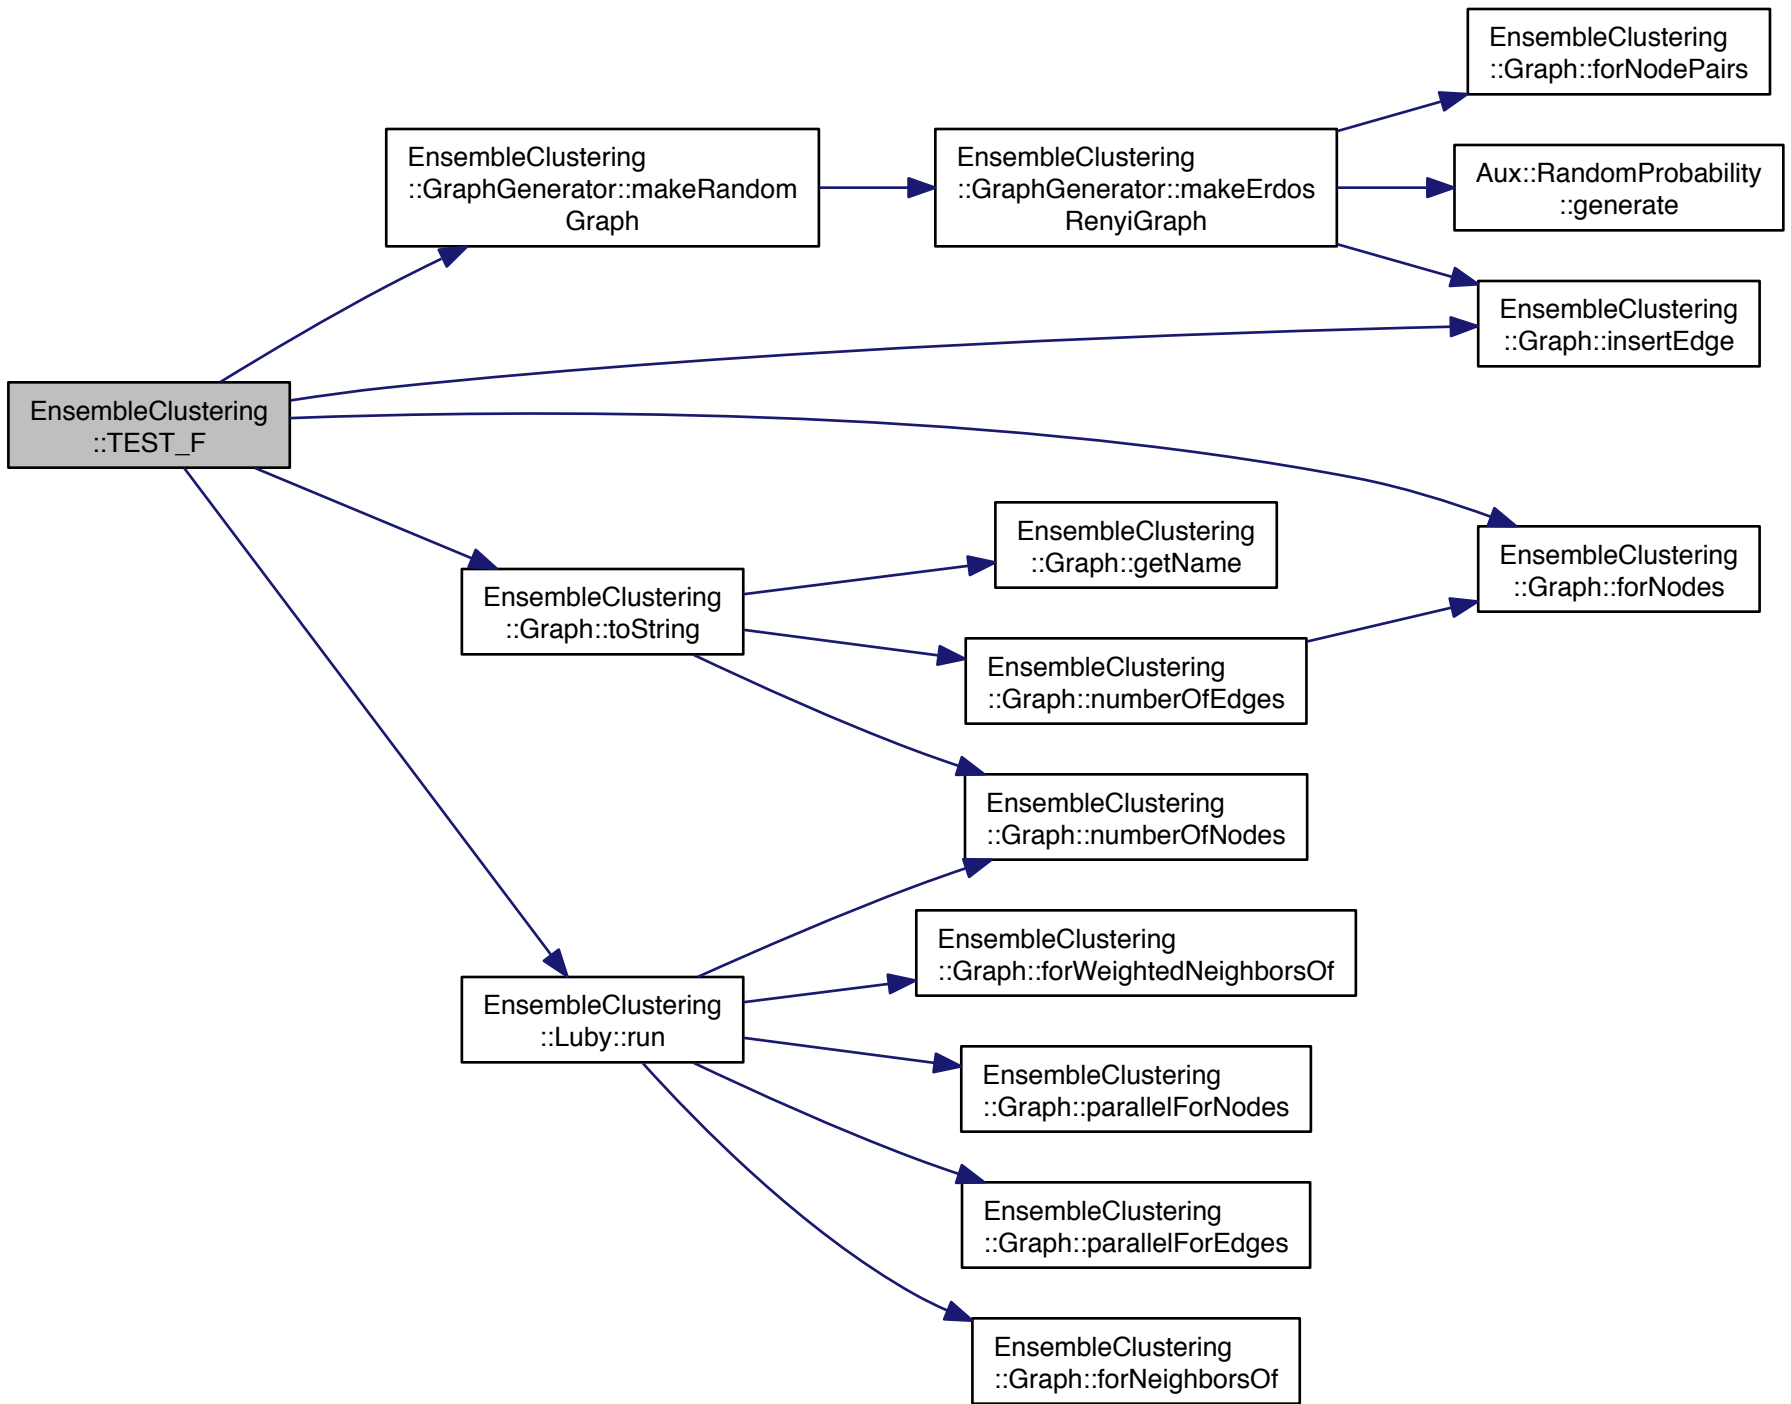 EnsembleClustering
::Graph::forNodePairs
EnsembleClustering
::GraphGenerator::makeRandom
Graph
EnsembleClustering
::GraphGenerator::makeErdos
RenyiGraph
Aux::RandomProbability
::generate
EnsembleClustering
::Graph::insertEdge
EnsembleClustering
::TEST_F
EnsembleClustering
::Graph::getName
EnsembleClustering
::Graph::forNodes
EnsembleClustering
::Graph::toString
EnsembleClustering
::Graph::numberOfEdges
EnsembleClustering
::Graph::numberOfNodes
EnsembleClustering
::Graph::forWeightedNeighborsOf
EnsembleClustering
::Luby::run
EnsembleClustering
::Graph::parallelForNodes
EnsembleClustering
::Graph::parallelForEdges
EnsembleClustering
::Graph::forNeighborsOf